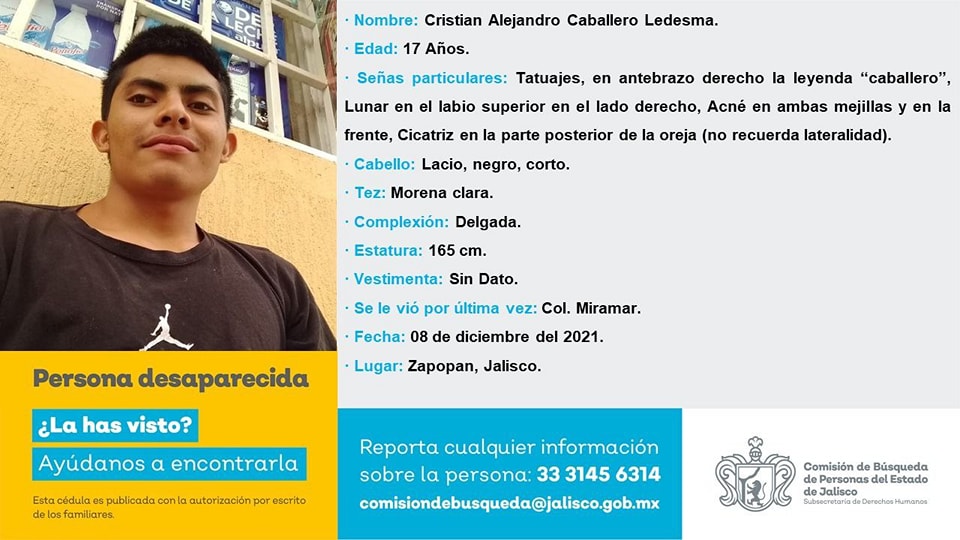 DE
LA
LECHE
alpura
· Nombre: Cristian Alejandro Caballero Ledesma.
· Edad: 17 Años.
· Señas particulares: Tatuajes, en antebrazo derecho la leyenda “caballero”,
Lunar en el labio superior en el lado derecho, Acné en ambas mejillas y en la
frente, Cicatriz en la parte posterior de la oreja (no recuerda lateralidad).
· Cabello: Lacio, negro, corto.
· Tez: Morena clara.
· Complexión: Delgada.
· Estatura: 165 cm.
· Vestimenta: Sin Dato.
· Se le vió por última vez: Col. Miramar.
· Fecha: 08 de diciembre del 2021.
· Lugar: Zapopan, Jalisco.
Persona desaparecida
¿La has visto?
Ayúdanos a encontrarla
Esta cédula es publicada con la autorización por escrito
de los familiares.
Reporta cualquier información
sobre la persona: 33 3145 6314
comisiondebusqueda@jalisco.gob.mx
Comisión de Búsqueda
de Personas del Estado
de Jalisco
Subsecretaría de Derechos Humanos